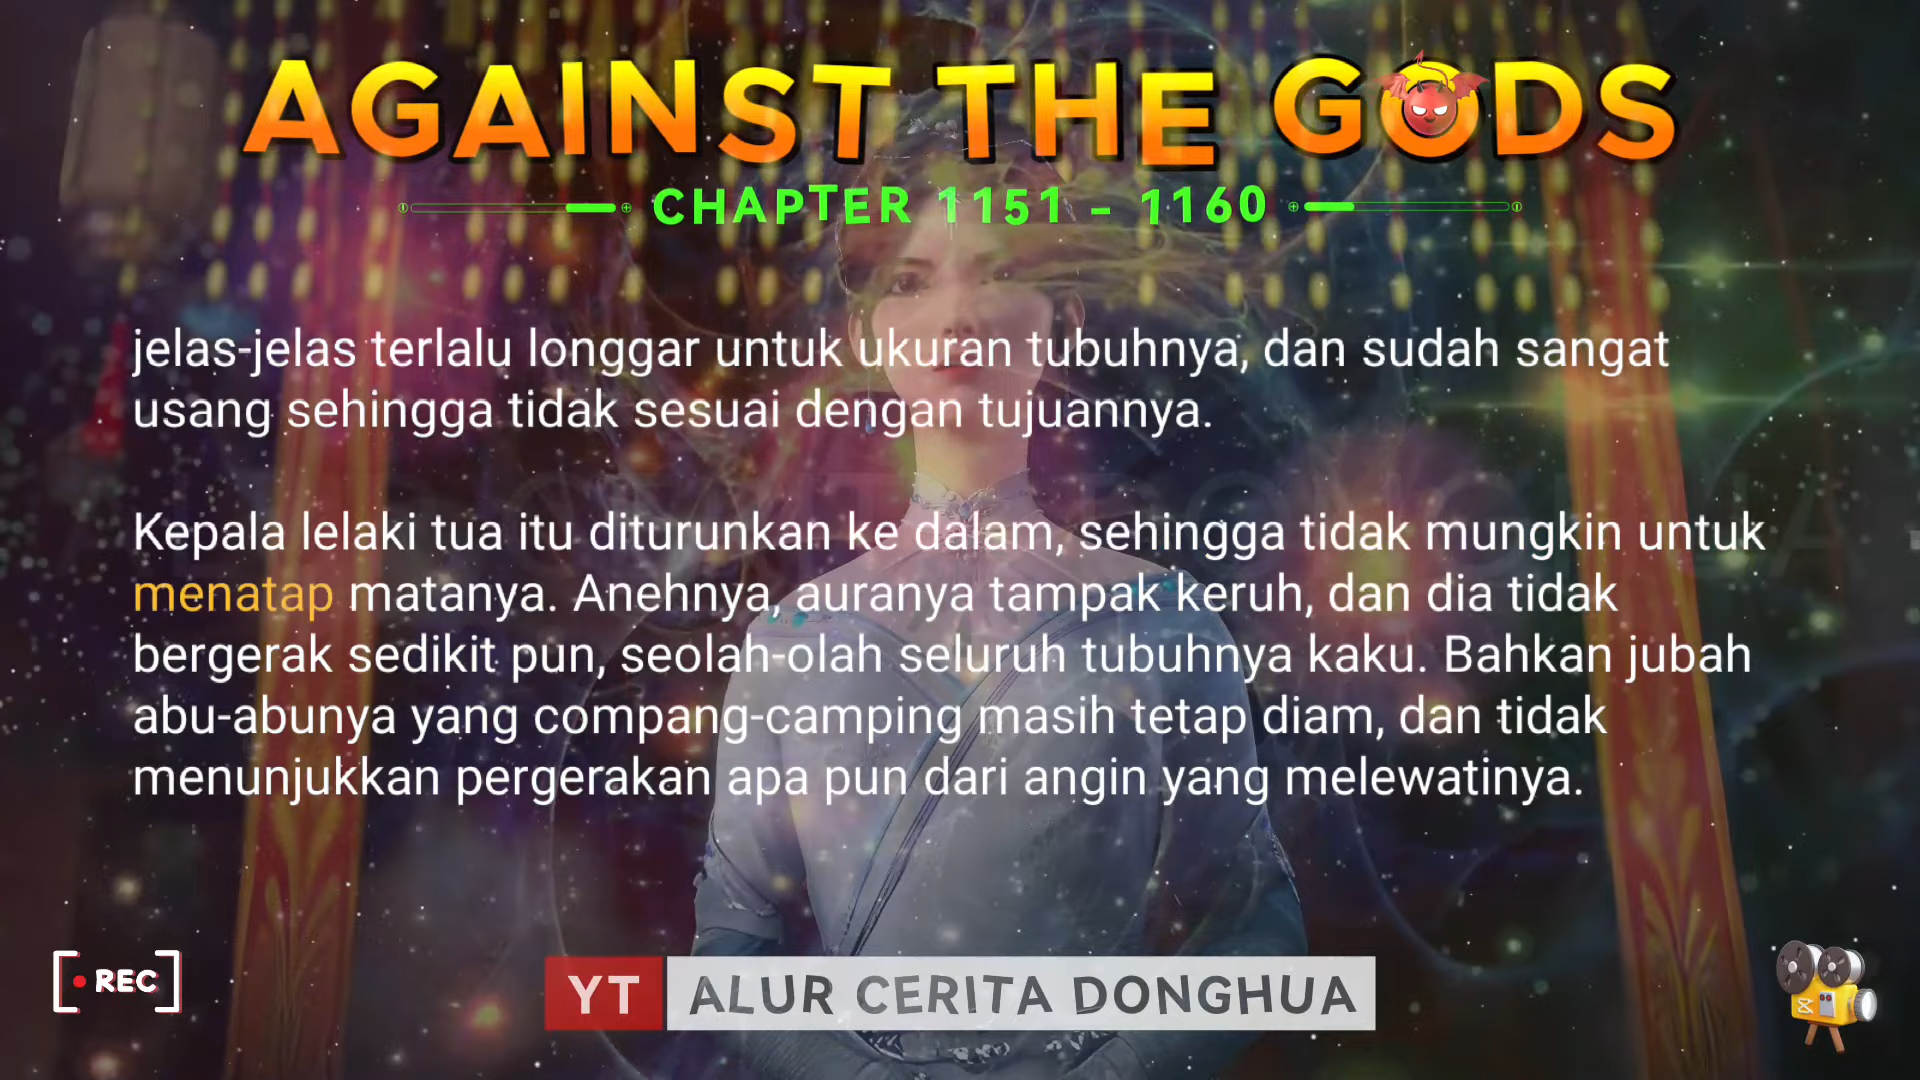 AGAINST THE GODS
CHAPTER 1151 - 1160
jelas-jelas terlalu longgar untuk ukuran tubuhnya, dan sudah sangat
usang sehingga tidak sesuai dengan tujuannya.
Kepala lelaki tua itu diturunkan ke dalam, sehingga tidak mungkin untuk
menatap matanya. Anehnya, auranya tampak keruh, dan dia tidak
bergerak sedikit pun, seolah-olah seluruh tubuhnya kaku. Bahkan jubah
abu-abunya yang compang-camping masih tetap diam, dan tidak
menunjukkan pergerakan apa pun dari angin yang melewatinya.
REC
YT ALUR CERITA DONGHUA